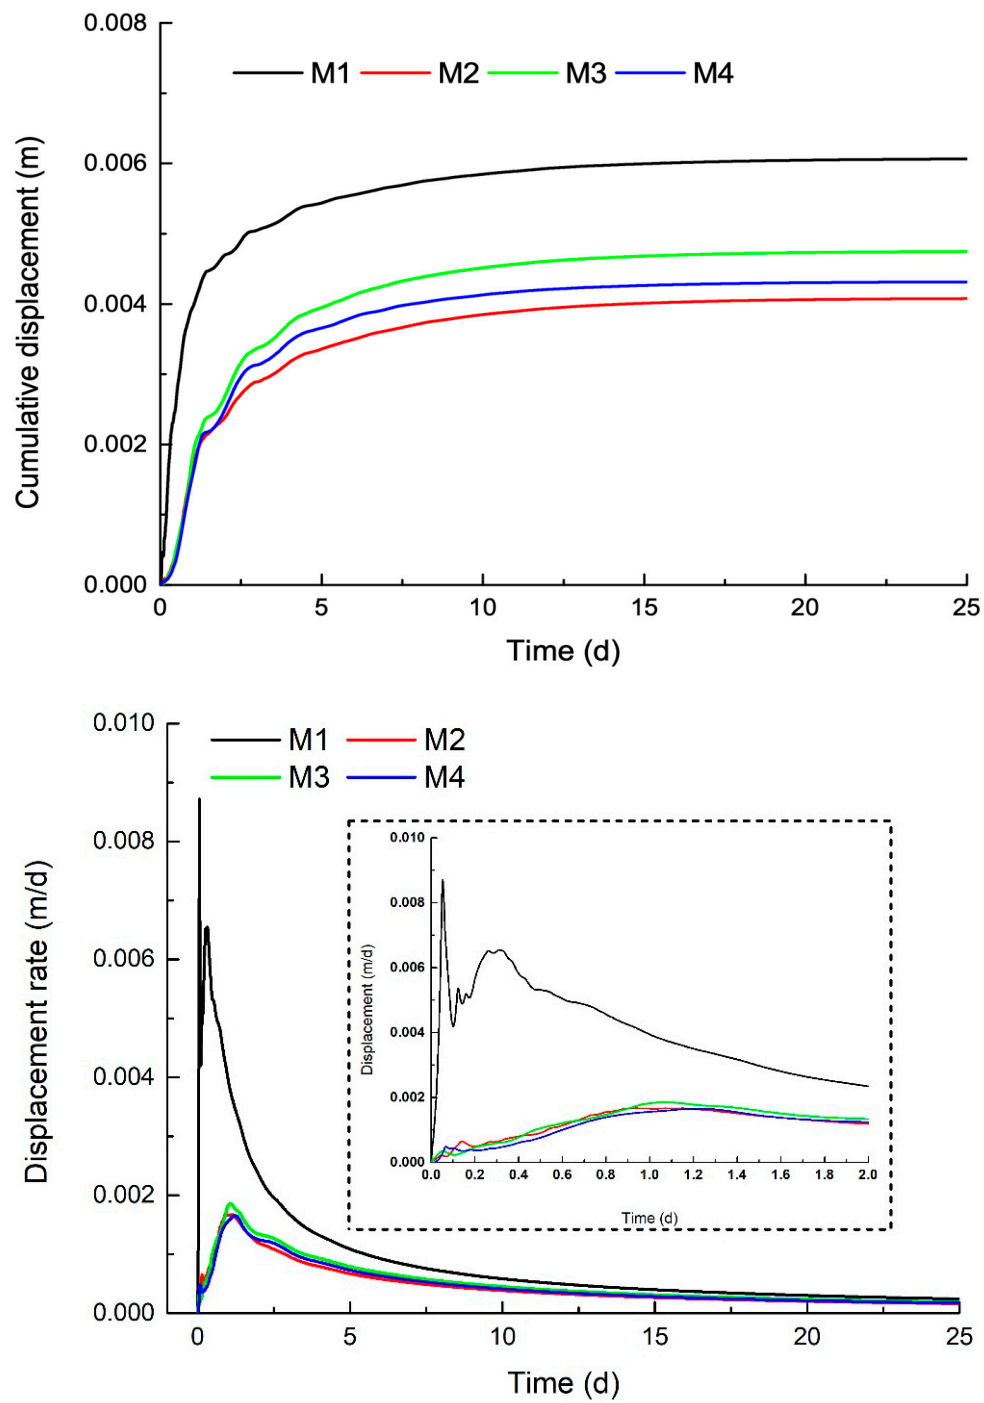 0.008
M1 M2 M3 M4
0.006
0.004
0.002
0.000
Cumulative displacement (m)
0 5 10 15 20 25
Time (d)
0.010
M1 M2
M3 M4
0.008
0.006
0.004
0.002
0.000
Displacement rate (m/d)
0.010
0.008
0.006
0.004
0.002
0.000
Displacement (m/d)
0.0 0.2 0.4 0.6 0.8 1.0 1.2 1.4 1.6 1.8 2.0
Time (d)
0 5 10 15 20 25
Time (d)